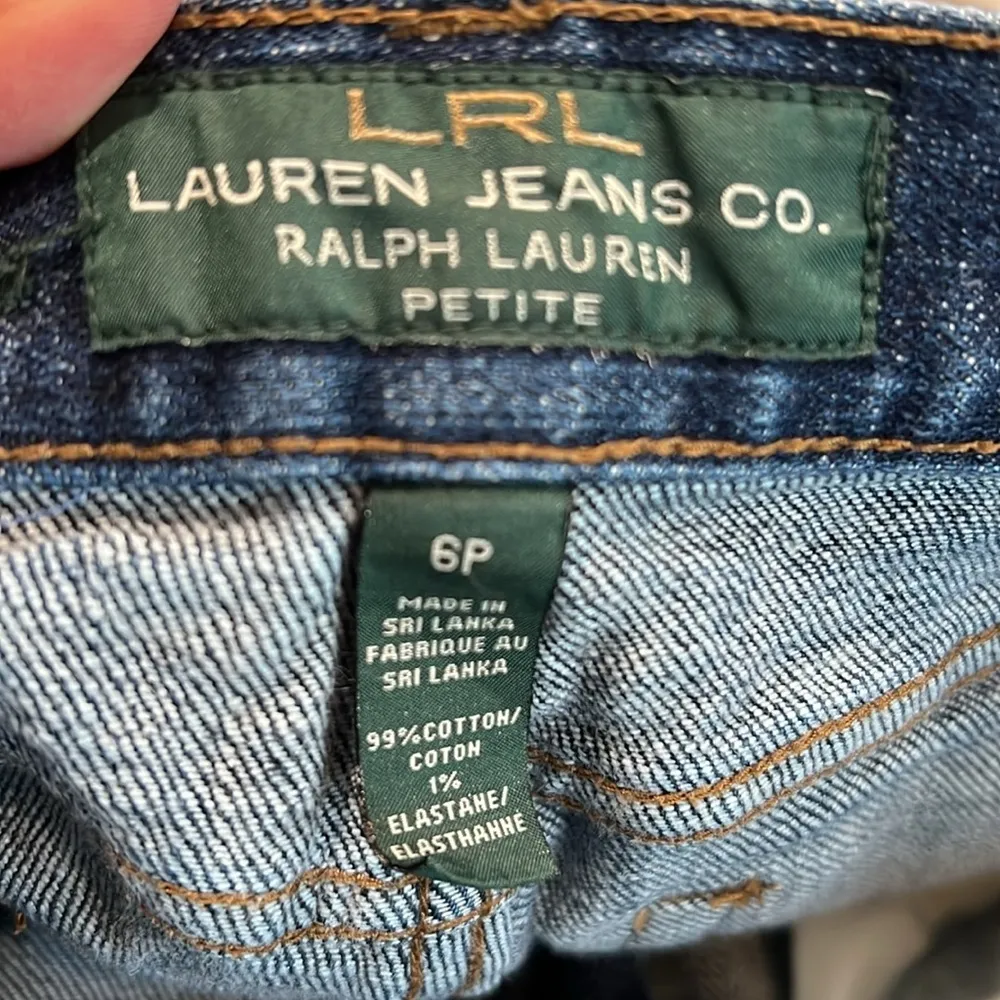 LRL
LAUREN JEANS CO.
RALPH LAUREN
PETITE
6P
MADE IN
SRI LANKA
FABRIQUE AU
SRI LANKA
99%COTTON/
COTON
1%
ELASTANE/
ELASTHANNE